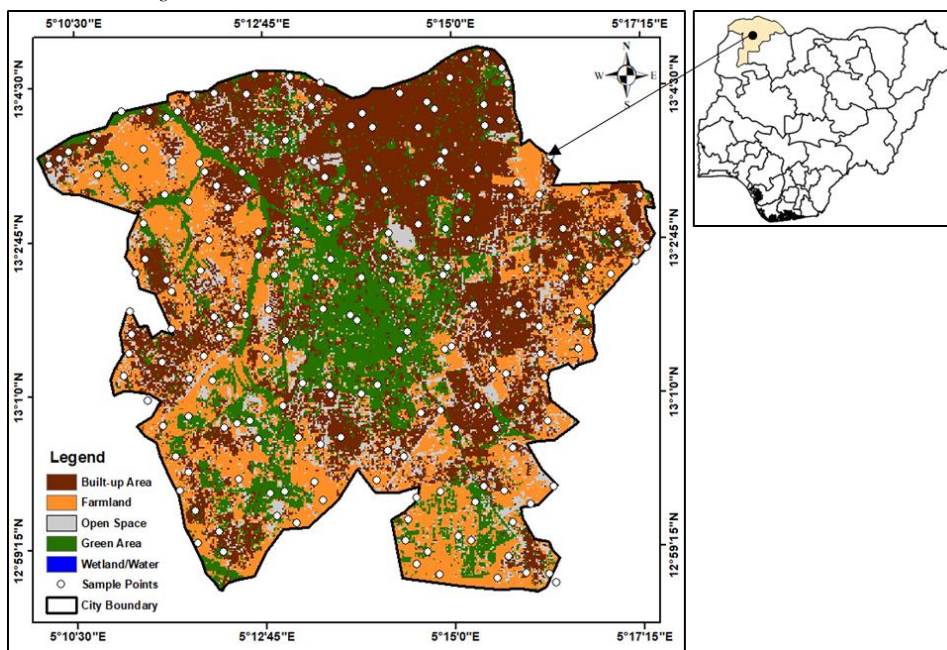 5°10'30"E 5°12'45"E 5°15'0"E 5°17'15"E
N
W E
S
13°4'30"N
13°4'30"N
13°2'45"N
13°2'45"N
13°1'0"N
13°1'0"N
12°59'15"N
12°59'15"N
Legend
Built-up Area
Farmland
Open Space
Green Area
Wetland/Water
Sample Points
City Boundary
5°10'30"E 5°12'45"E 5°15'0"E 5°17'15"E